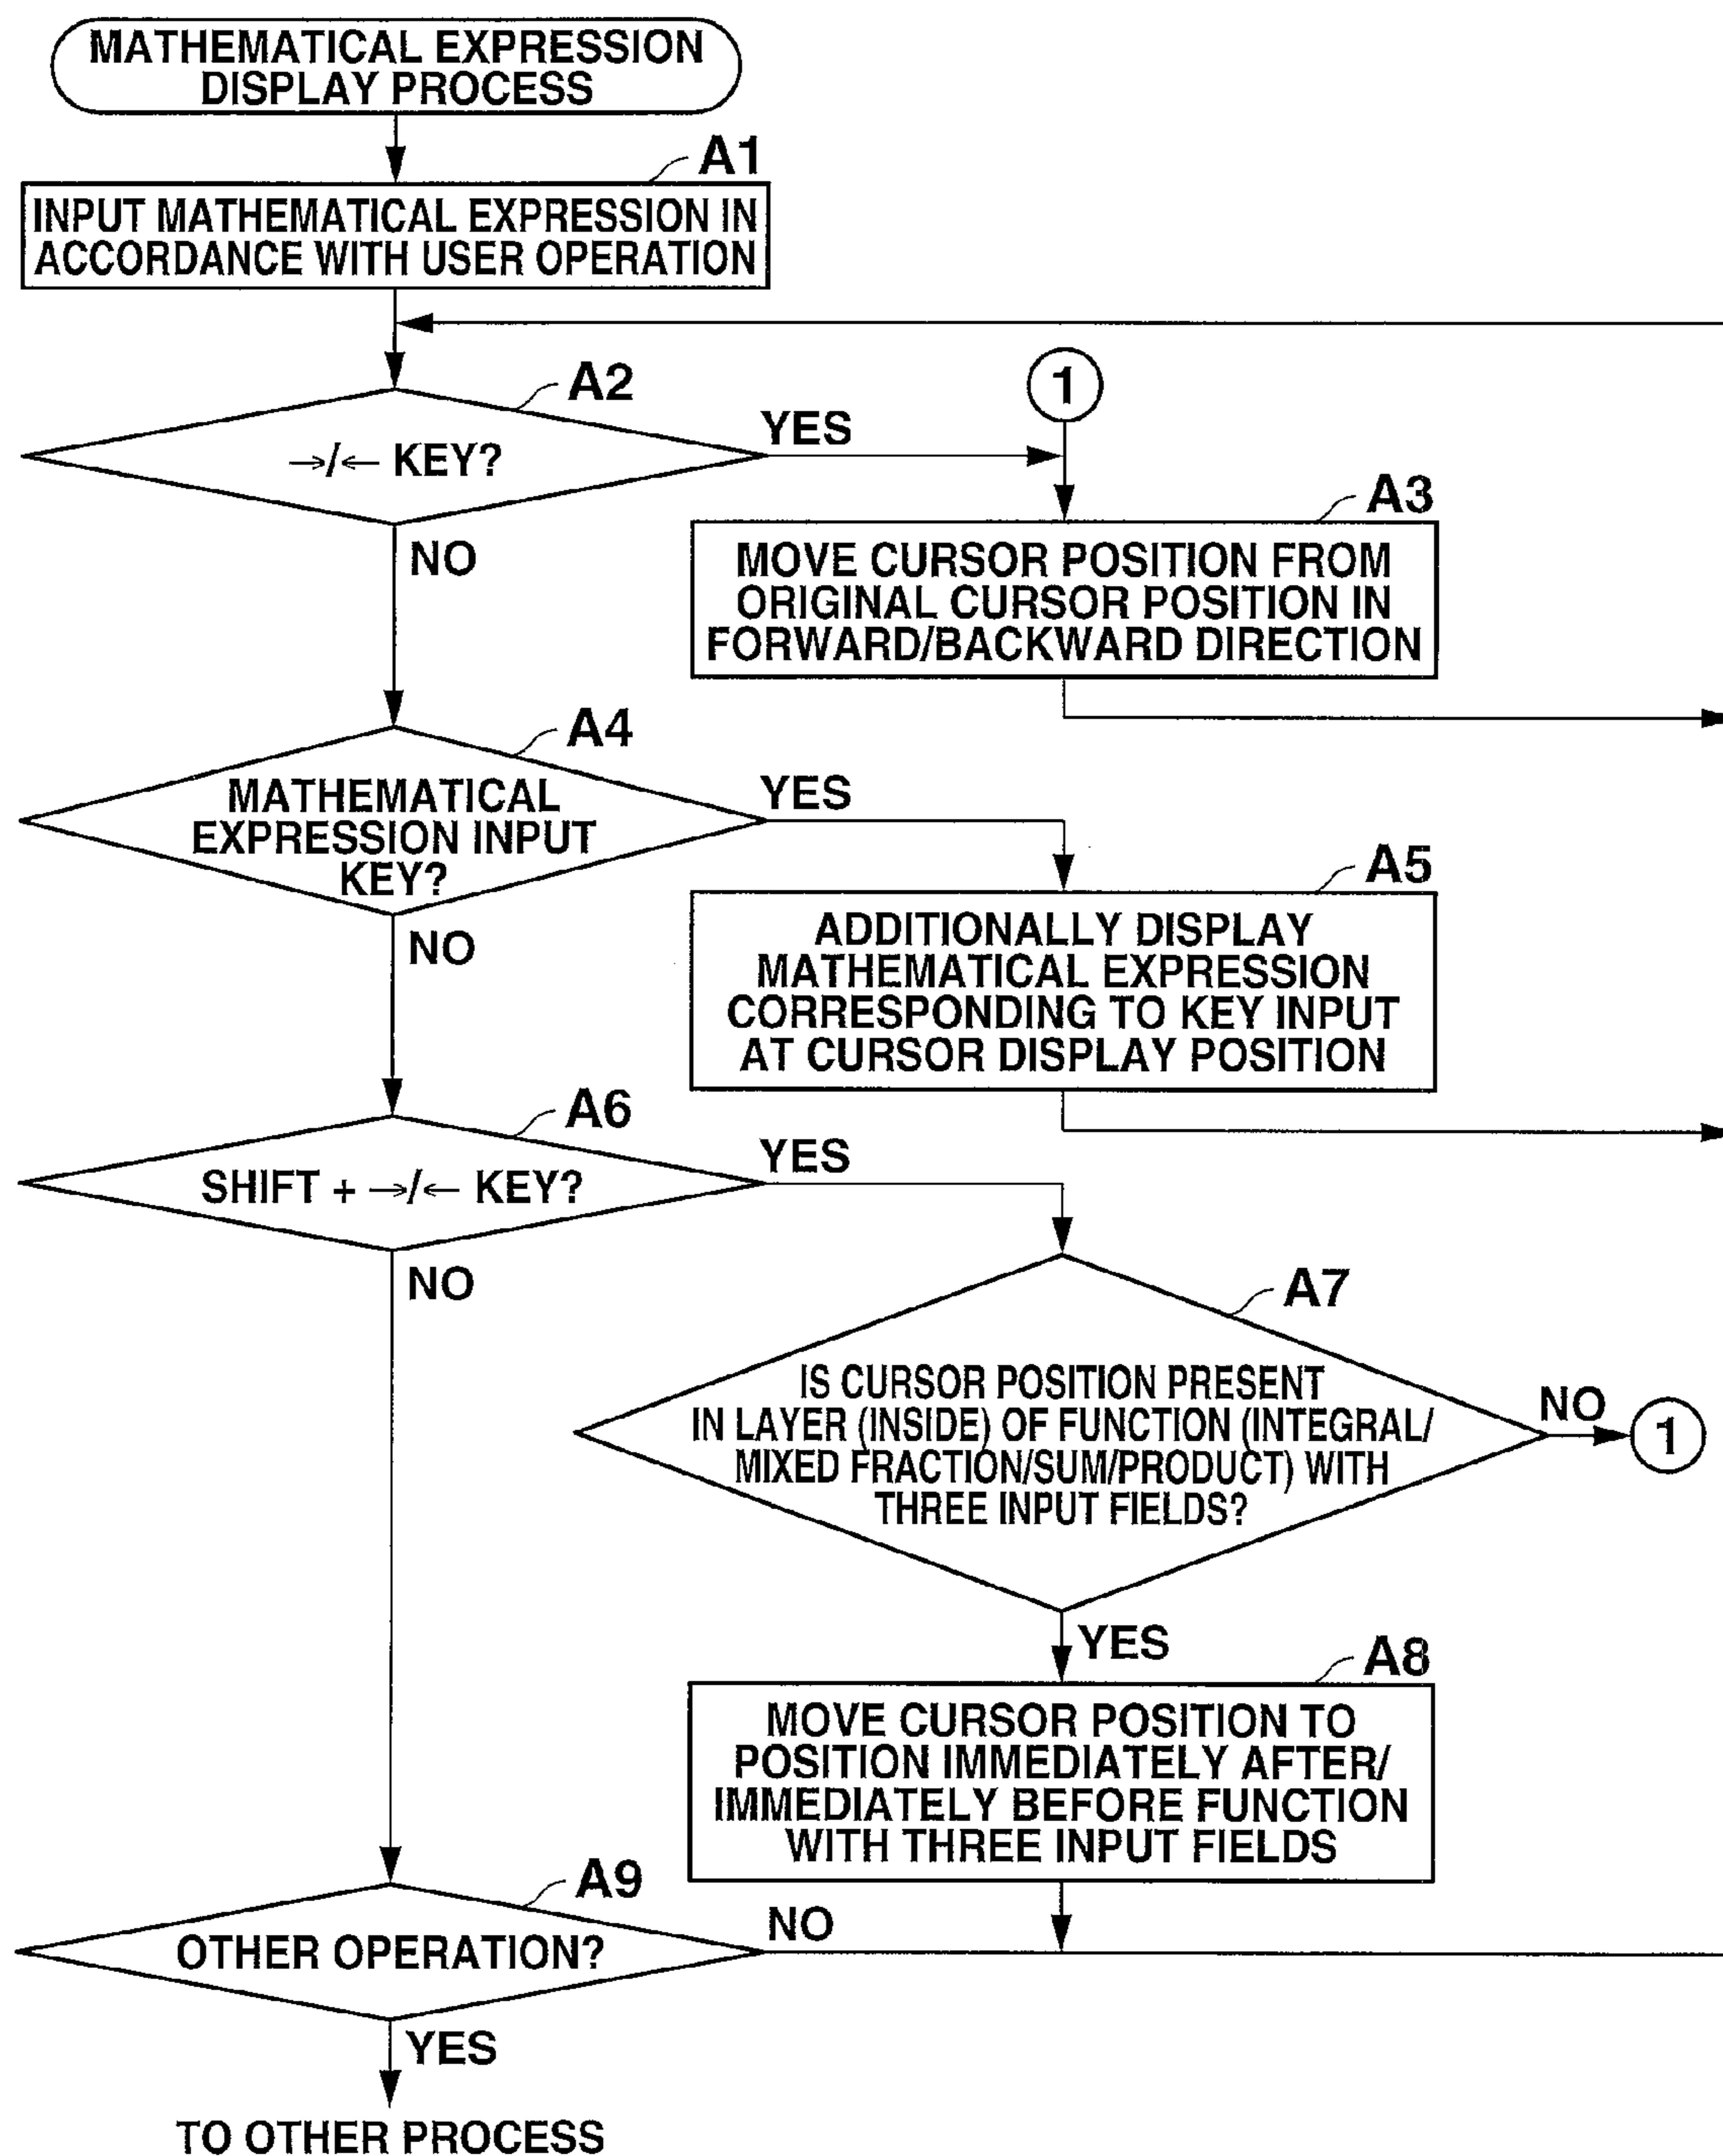 MATHEMATICAL EXPRESSION
DISPLAY PROCESS
A1
INPUT MATHEMATICAL EXPRESSION IN
ACCORDANCE WITH USER OPERATION
A2
→/← KEY?
YES
NO
1
A3
MOVE CURSOR POSITION FROM
ORIGINAL CURSOR POSITION IN
FORWARD/BACKWARD DIRECTION
A4
MATHEMATICAL
EXPRESSION INPUT
KEY?
YES
NO
A5
ADDITIONALLY DISPLAY
MATHEMATICAL EXPRESSION
CORRESPONDING TO KEY INPUT
AT CURSOR DISPLAY POSITION
A6
SHIFT + →/← KEY?
YES
NO
A7
IS CURSOR POSITION PRESENT
IN LAYER (INSIDE) OF FUNCTION (INTEGRAL/
MIXED FRACTION/SUM/PRODUCT) WITH
THREE INPUT FIELDS?
NO
1
YES
A8
MOVE CURSOR POSITION TO
POSITION IMMEDIATELY AFTER/
IMMEDIATELY BEFORE FUNCTION
WITH THREE INPUT FIELDS
A9
OTHER OPERATION?
NO
YES
TO OTHER PROCESS